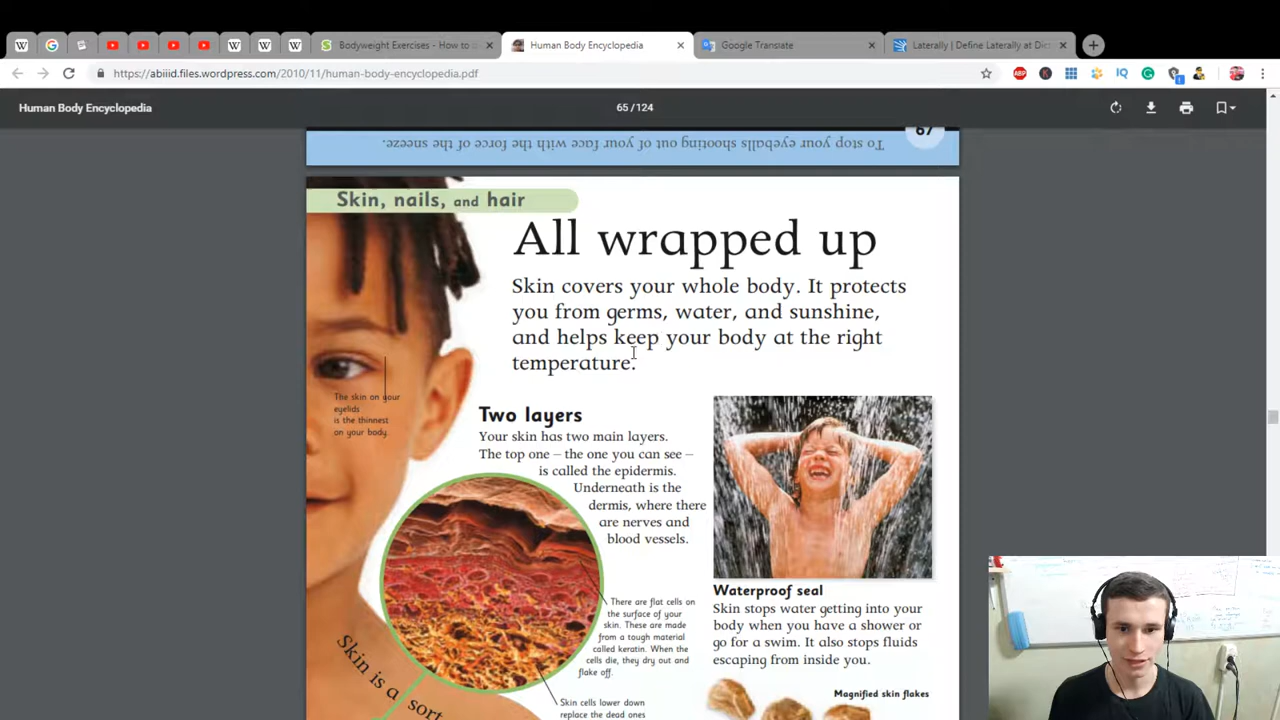 Bodyweight Exercises - How to
Human Body Encyclopedia
Google Translate
Laterally | Define Laterally at Dict
https://abiiid.files.wordpress.com/2010/11/human-body-encyclopedia.pdf
Human Body Encyclopedia
65 / 124
67
To stop your eyeballs shooting out of your face with the force of the sneeze.
Skin, nails, and hair
All wrapped up
Skin covers your whole body. It protects
you from germs, water, and sunshine,
and helps keep your body at the right
temperature.
The skin on your
eyelids
is the thinnest
on your body.
Two layers
Your skin has two main layers.
The top one – the one you can see –
is called the epidermis.
Underneath is the
dermis, where there
are nerves and
blood vessels.
There are flat cells on
the surface of your
skin. These are made
from a tough material
called keratin. When the
cells die, they dry out and
flake off.
Skin cells lower down
replace the dead ones
Skin is a
sort
Waterproof seal
Skin stops water getting into your
body when you have a shower or
go for a swim. It also stops fluids
escaping from inside you.
Magnified skin flakes